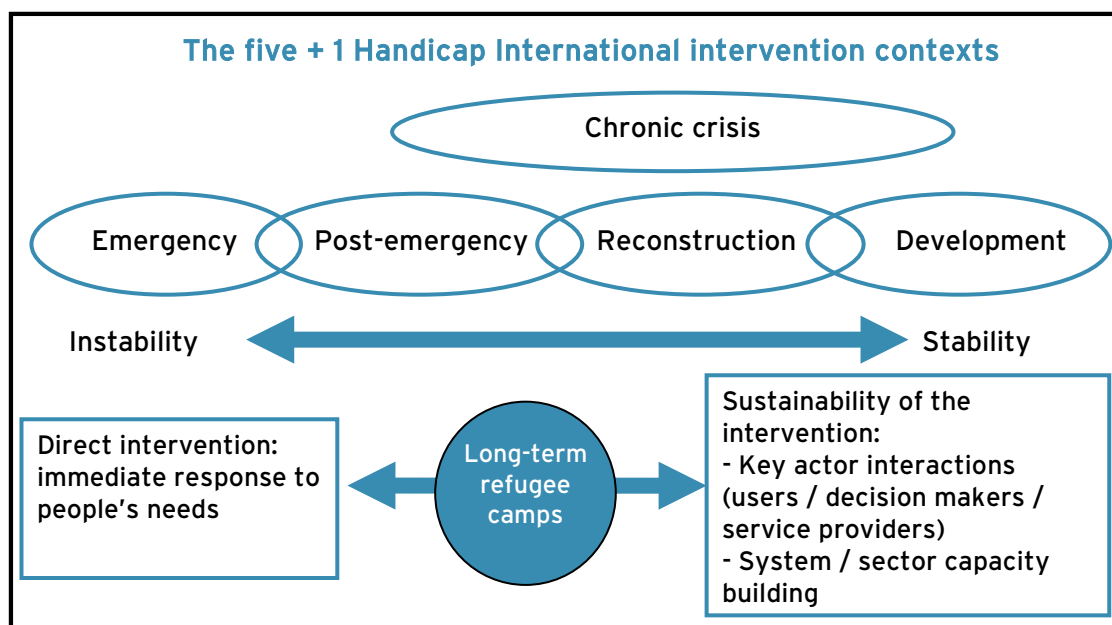 The five + 1 Handicap International intervention contexts
Chronic crisis
Emergency
Post-emergency
Reconstruction
Development
Instability
Stability
Direct intervention:
immediate response to
people's needs
Long-term
refugee
camps
Sustainability of the
intervention:
- Key actor interactions
(users / decision makers /
service providers)
- System / sector capacity
building